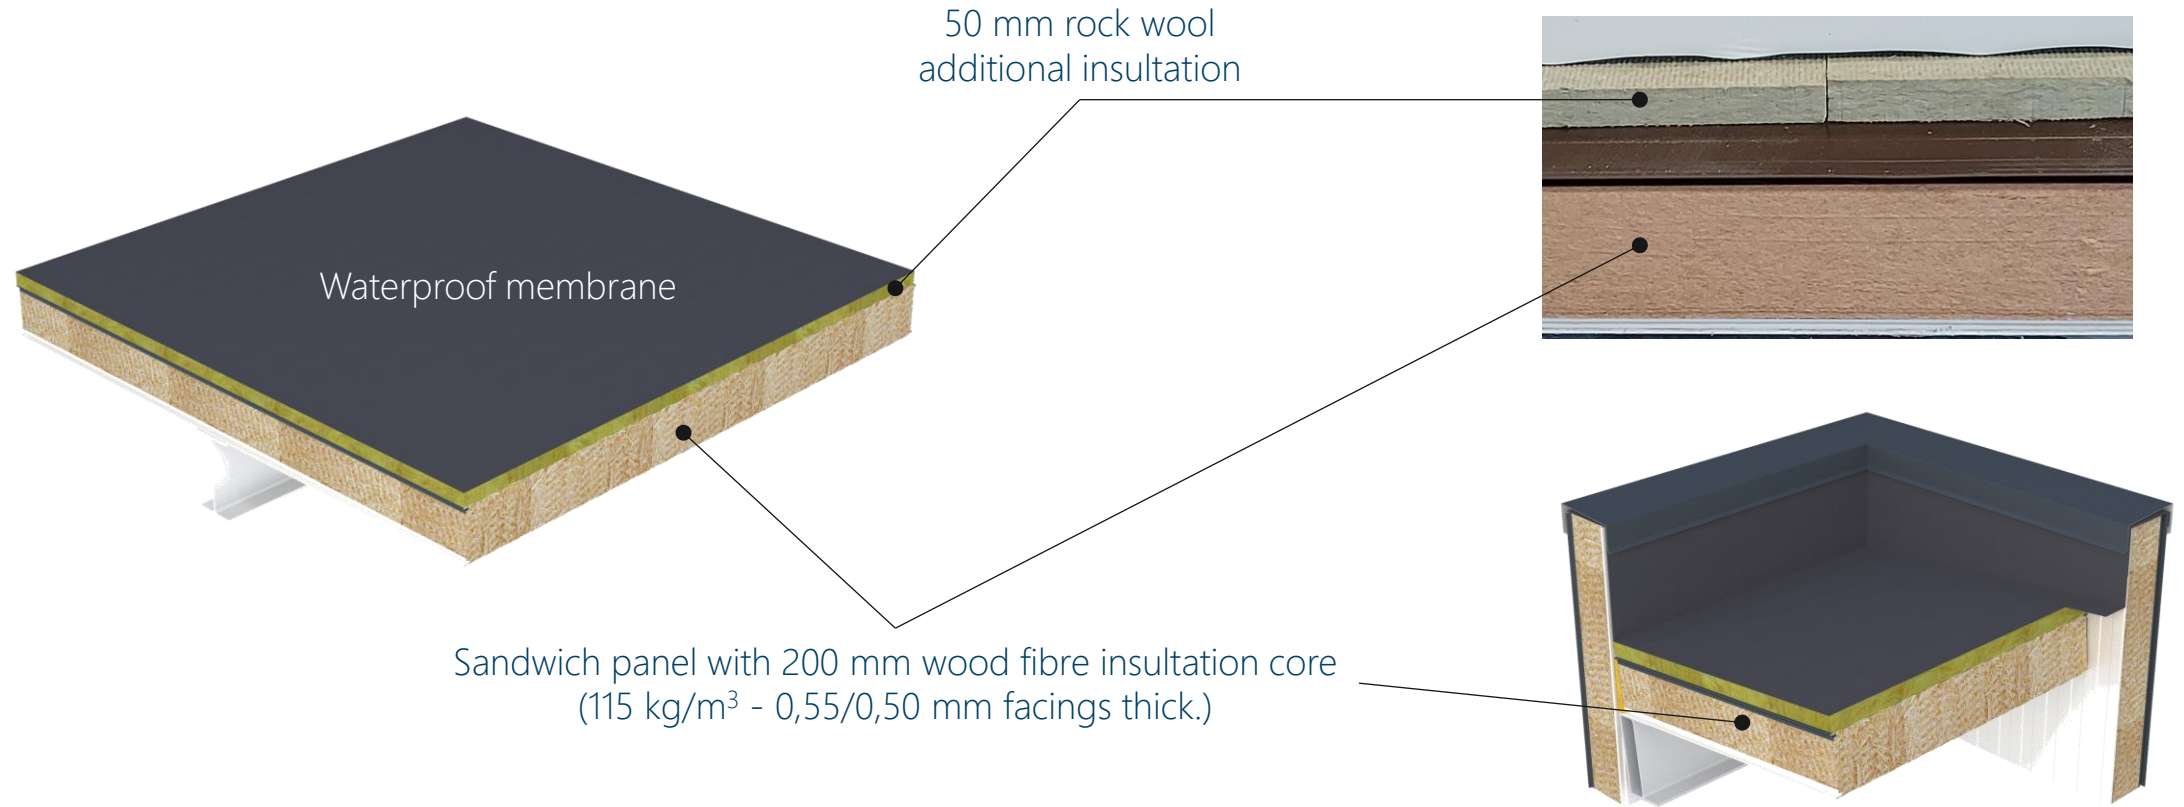 50 mm rock wool
additional insultation
Waterproof membrane
Sandwich panel with 200 mm wood fibre insultation core
(115 kg/m³ - 0,55/0,50 mm facings thick.)